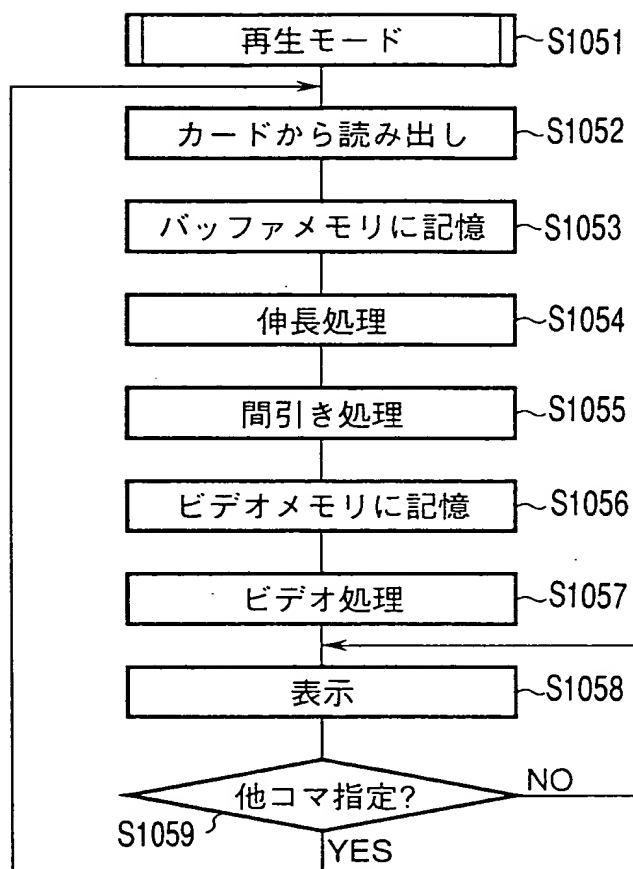 再生モード S1051
カードから読み出し S1052
バッファメモリに記憶 S1053
伸長処理 S1054
間引き処理 S1055
ビデオメモリに記憶 S1056
ビデオ処理 S1057
表示 S1058
他コマ指定? NO
S1059 YES